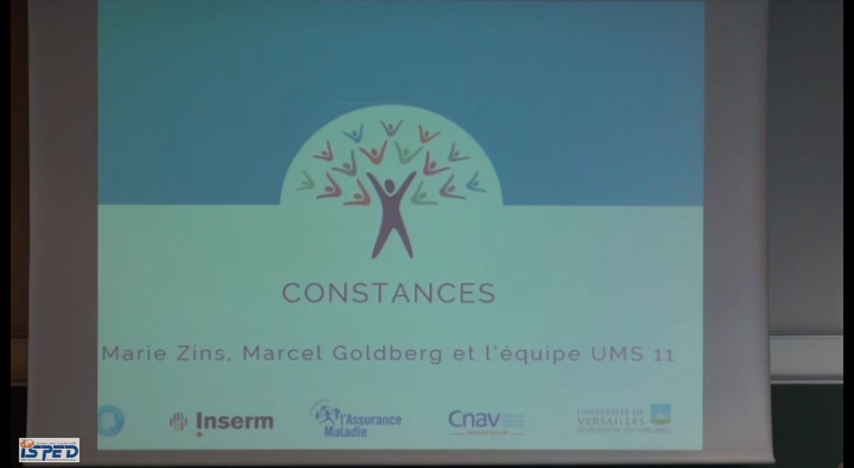 CONSTANCES
Marie Zins, Marcel Goldberg et l'équipe UMS 11
Inserm
l'Assurance
Maladie
Cnav
UNIVERSITÉ DE
VERSAILLES
ISPED